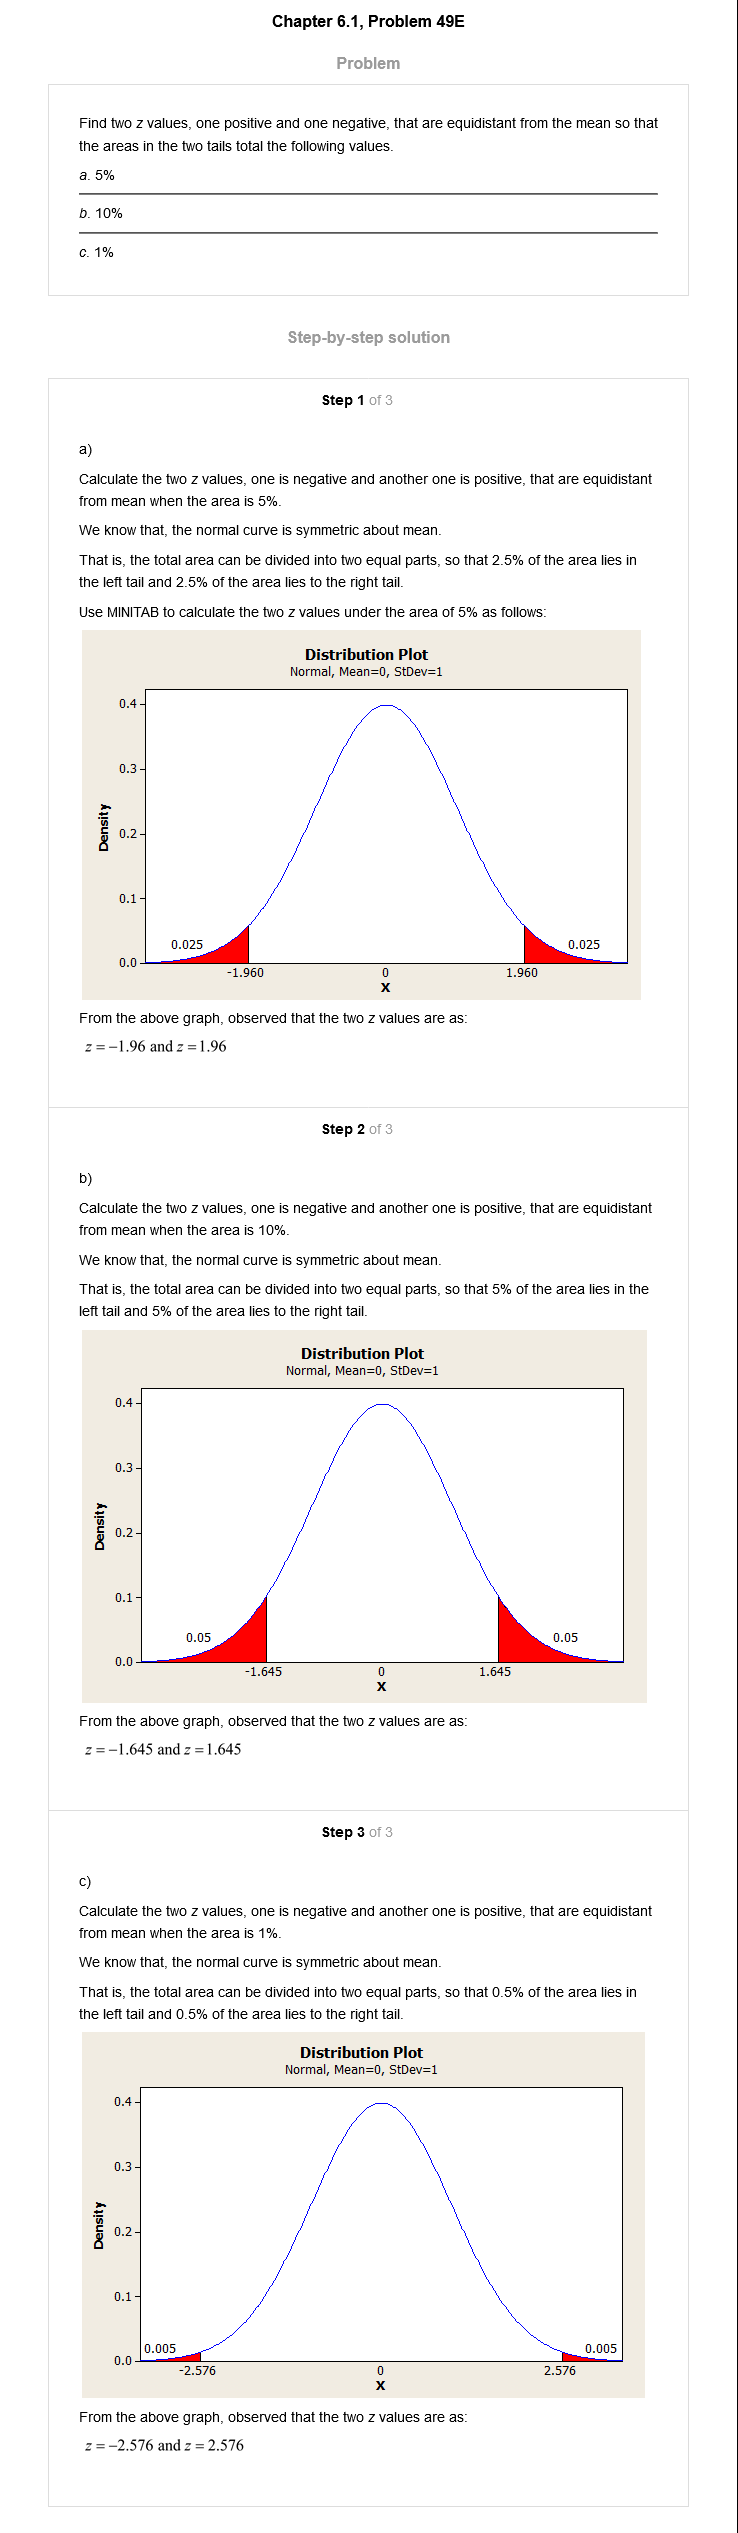 Chapter 6.1, Problem 49E
Problem
Find two z values, one positive and one negative, that are equidistant from the mean so that
the areas in the two tails total the following values.
a. 5%
b. 10%
c. 1%
Step-by-step solution
Step 1 of 3
a)
Calculate the two z values, one is negative and another one is positive, that are equidistant
from mean when the area is 5%.
We know that, the normal curve is symmetric about mean.
That is, the total area can be divided into two equal parts, so that 2.5% of the area lies in
the left tail and 2.5% of the area lies to the right tail.
Use MINITAB to calculate the two z values under the area of 5% as follows:
Distribution Plot
Normal, Mean=0, StDev=1
0.4
0.3
Density
0.2
0.1
0.025 0.025
0.0
-1.960 0 1.960
X
From the above graph, observed that the two z values are as:
z = −1.96 and z = 1.96
Step 2 of 3
b)
Calculate the two z values, one is negative and another one is positive, that are equidistant
from mean when the area is 10%.
We know that, the normal curve is symmetric about mean.
That is, the total area can be divided into two equal parts, so that 5% of the area lies in the
left tail and 5% of the area lies to the right tail.
Distribution Plot
Normal, Mean=0, StDev=1
0.4
0.3
Density
0.2
0.1
0.05 0.05
0.0
-1.645 0 1.645
X
From the above graph, observed that the two z values are as:
z = −1.645 and z = 1.645
Step 3 of 3
c)
Calculate the two z values, one is negative and another one is positive, that are equidistant
from mean when the area is 1%.
We know that, the normal curve is symmetric about mean.
That is, the total area can be divided into two equal parts, so that 0.5% of the area lies in
the left tail and 0.5% of the area lies to the right tail.
Distribution Plot
Normal, Mean=0, StDev=1
0.4
0.3
Density
0.2
0.1
0.005 0.005
0.0
-2.576 0 2.576
X
From the above graph, observed that the two z values are as:
z = −2.576 and z = 2.576